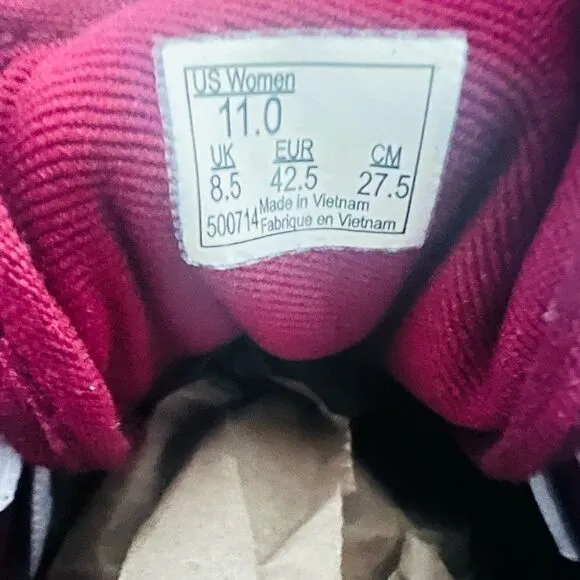 US Women
11.0
UK EUR CM
8.5 42.5 27.5
Made in Vietnam
500714 Fabrique en Vietnam